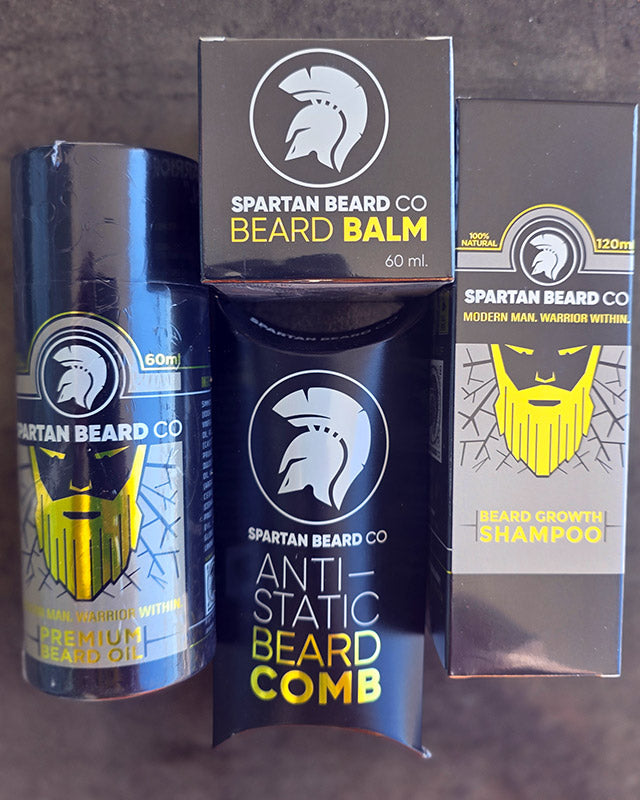 SPARTAN BEARD CO
BEARD BALM
60 ml.
60ml
PARTAN BEARD CO
MAN. WARRIOR WITHIN.
PREMIUM
BEARD OIL
SPARTAN BEARD CO
SPARTAN BEARD CO
ANTI-
STATIC
BEARD
COMB
100%
NATURAL
120ml
SPARTAN BEARD CO
MODERN MAN. WARRIOR WITHIN.
BEARD GROWTH
SHAMPOO